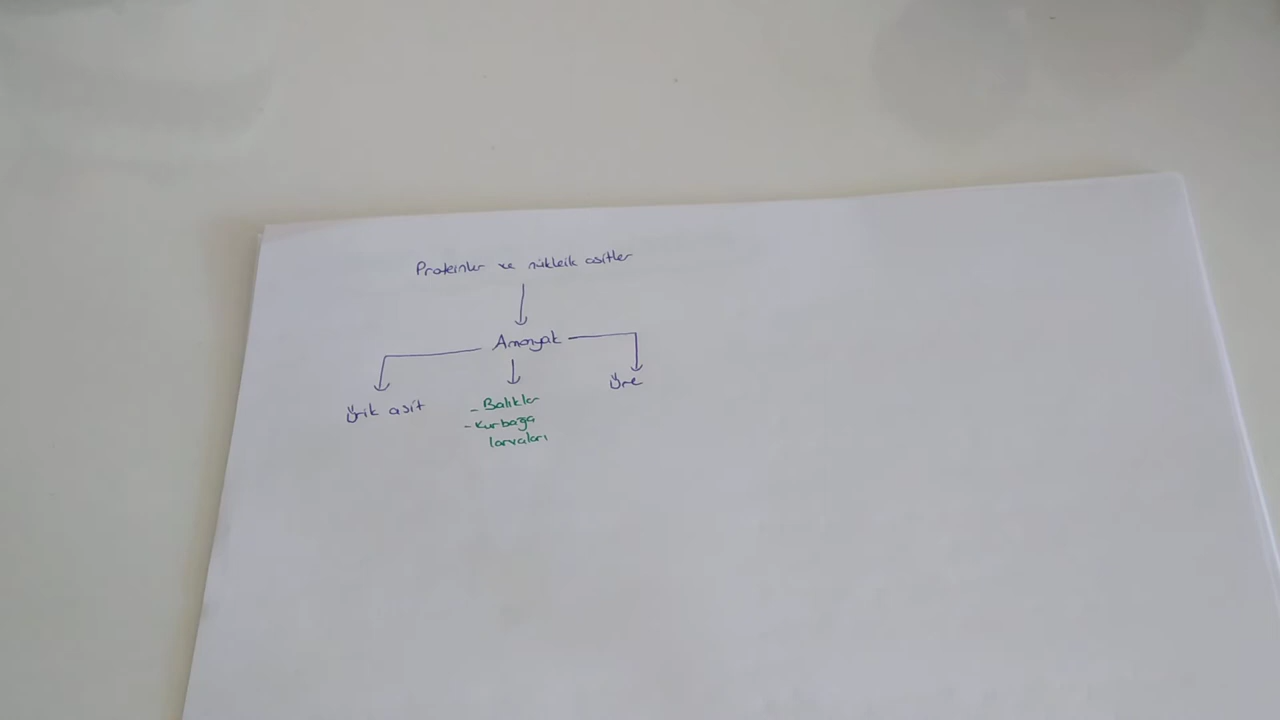 Proteinler ve nükleik asitler
Amonyak
Ürik asit
- Balıklar
- Kurbağa
larvaları
Üre